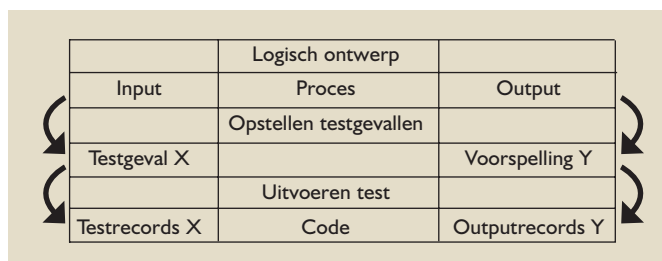 Logisch ontwerp
Input Proces Output
Opstellen testgevallen
Testgeval X Voorspelling Y
Uitvoeren test
Testrecords X Code Outputrecords Y